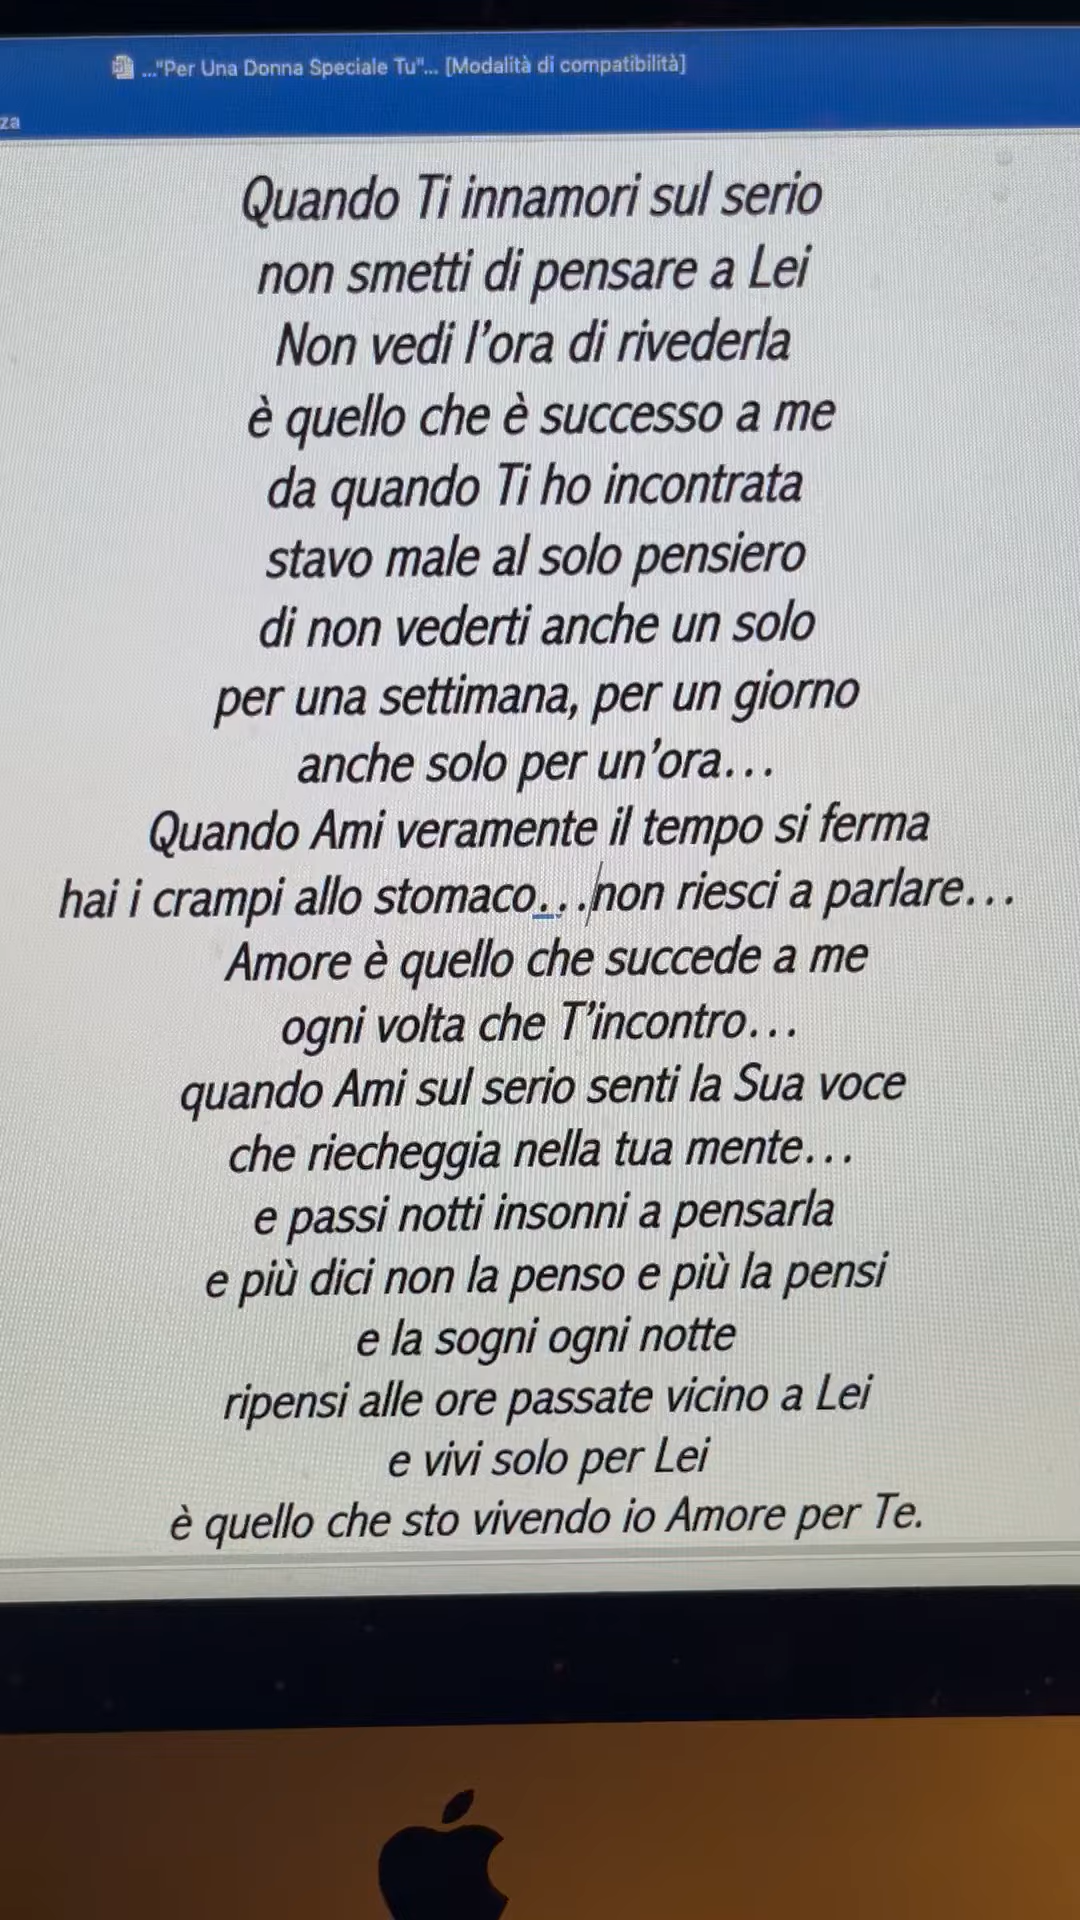 ..."Per Una Donna Speciale Tu"... [Modalità di compatibilità]
za
Quando Ti innamori sul serio
non smetti di pensare a Lei
Non vedi l’ora di rivederla
è quello che è successo a me
da quando Ti ho incontrata
stavo male al solo pensiero
di non vederti anche un solo
per una settimana, per un giorno
anche solo per un’ora...
Quando Ami veramente il tempo si ferma
hai i crampi allo stomaco...non riesci a parlare...
Amore è quello che succede a me
ogni volta che T’incontro...
quando Ami sul serio senti la Sua voce
che riecheggia nella tua mente...
e passi notti insonni a pensarla
e più dici non la penso e più la pensi
e la sogni ogni notte
ripensi alle ore passate vicino a Lei
e vivi solo per Lei
è quello che sto vivendo io Amore per Te.